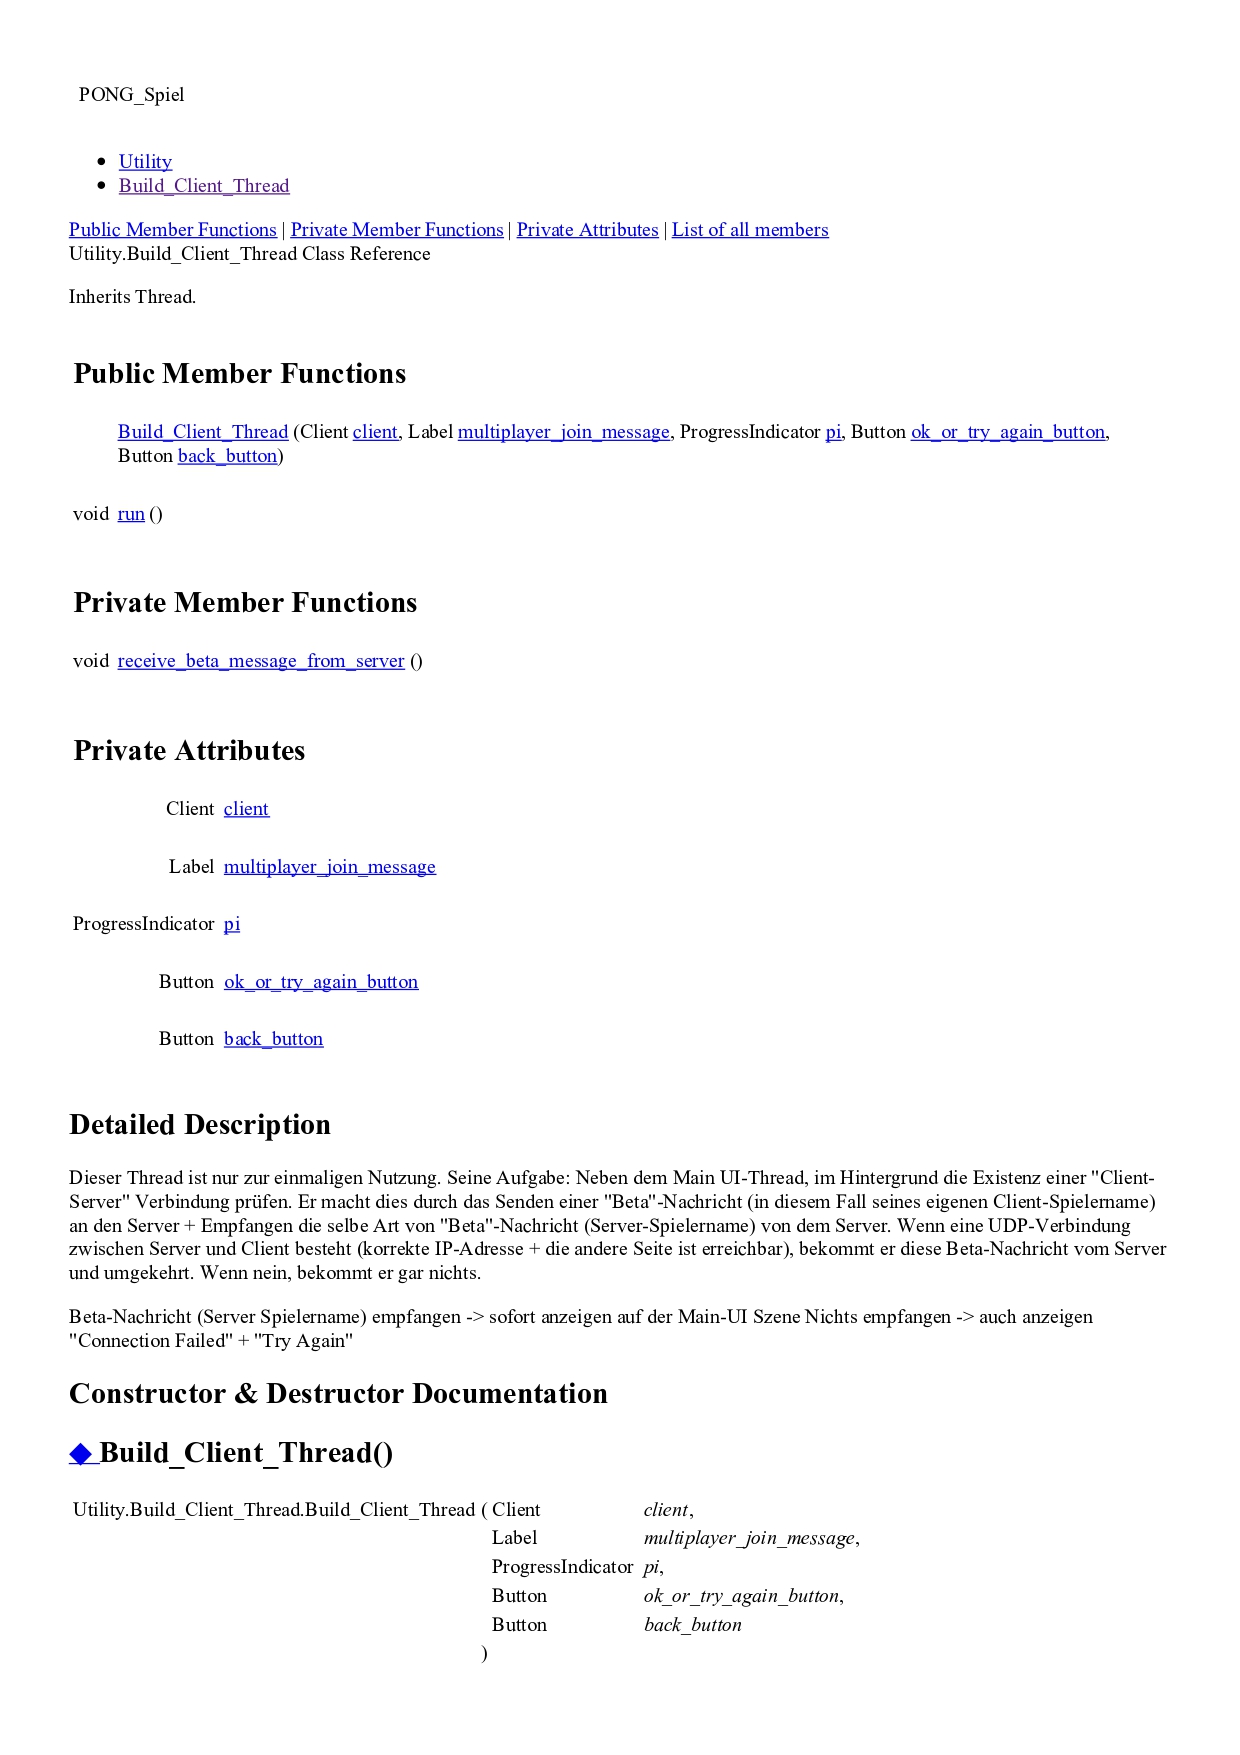 PONG_Spiel
• Utility
• Build_Client_Thread
Public Member Functions | Private Member Functions | Private Attributes | List of all members
Utility.Build_Client_Thread Class Reference
Inherits Thread.
Public Member Functions
Build_Client_Thread (Client client, Label multiplayer_join_message, ProgressIndicator pi, Button ok_or_try_again_button,
Button back_button)
void run ()
Private Member Functions
void receive_beta_message_from_server ()
Private Attributes
Client client
Label multiplayer_join_message
ProgressIndicator pi
Button ok_or_try_again_button
Button back_button
Detailed Description
Dieser Thread ist nur zur einmaligen Nutzung. Seine Aufgabe: Neben dem Main UI-Thread, im Hintergrund die Existenz einer "Client-
Server" Verbindung prüfen. Er macht dies durch das Senden einer "Beta"-Nachricht (in diesem Fall seines eigenen Client-Spielername)
an den Server + Empfangen die selbe Art von "Beta"-Nachricht (Server-Spielername) von dem Server. Wenn eine UDP-Verbindung
zwischen Server und Client besteht (korrekte IP-Adresse + die andere Seite ist erreichbar), bekommt er diese Beta-Nachricht vom Server
und umgekehrt. Wenn nein, bekommt er gar nichts.
Beta-Nachricht (Server Spielername) empfangen -> sofort anzeigen auf der Main-UI Szene Nichts empfangen -> auch anzeigen
"Connection Failed" + "Try Again"
Constructor & Destructor Documentation
◆ Build_Client_Thread()
Utility.Build_Client_Thread.Build_Client_Thread ( Client client,
Label multiplayer_join_message,
ProgressIndicator pi,
Button ok_or_try_again_button,
Button back_button
)